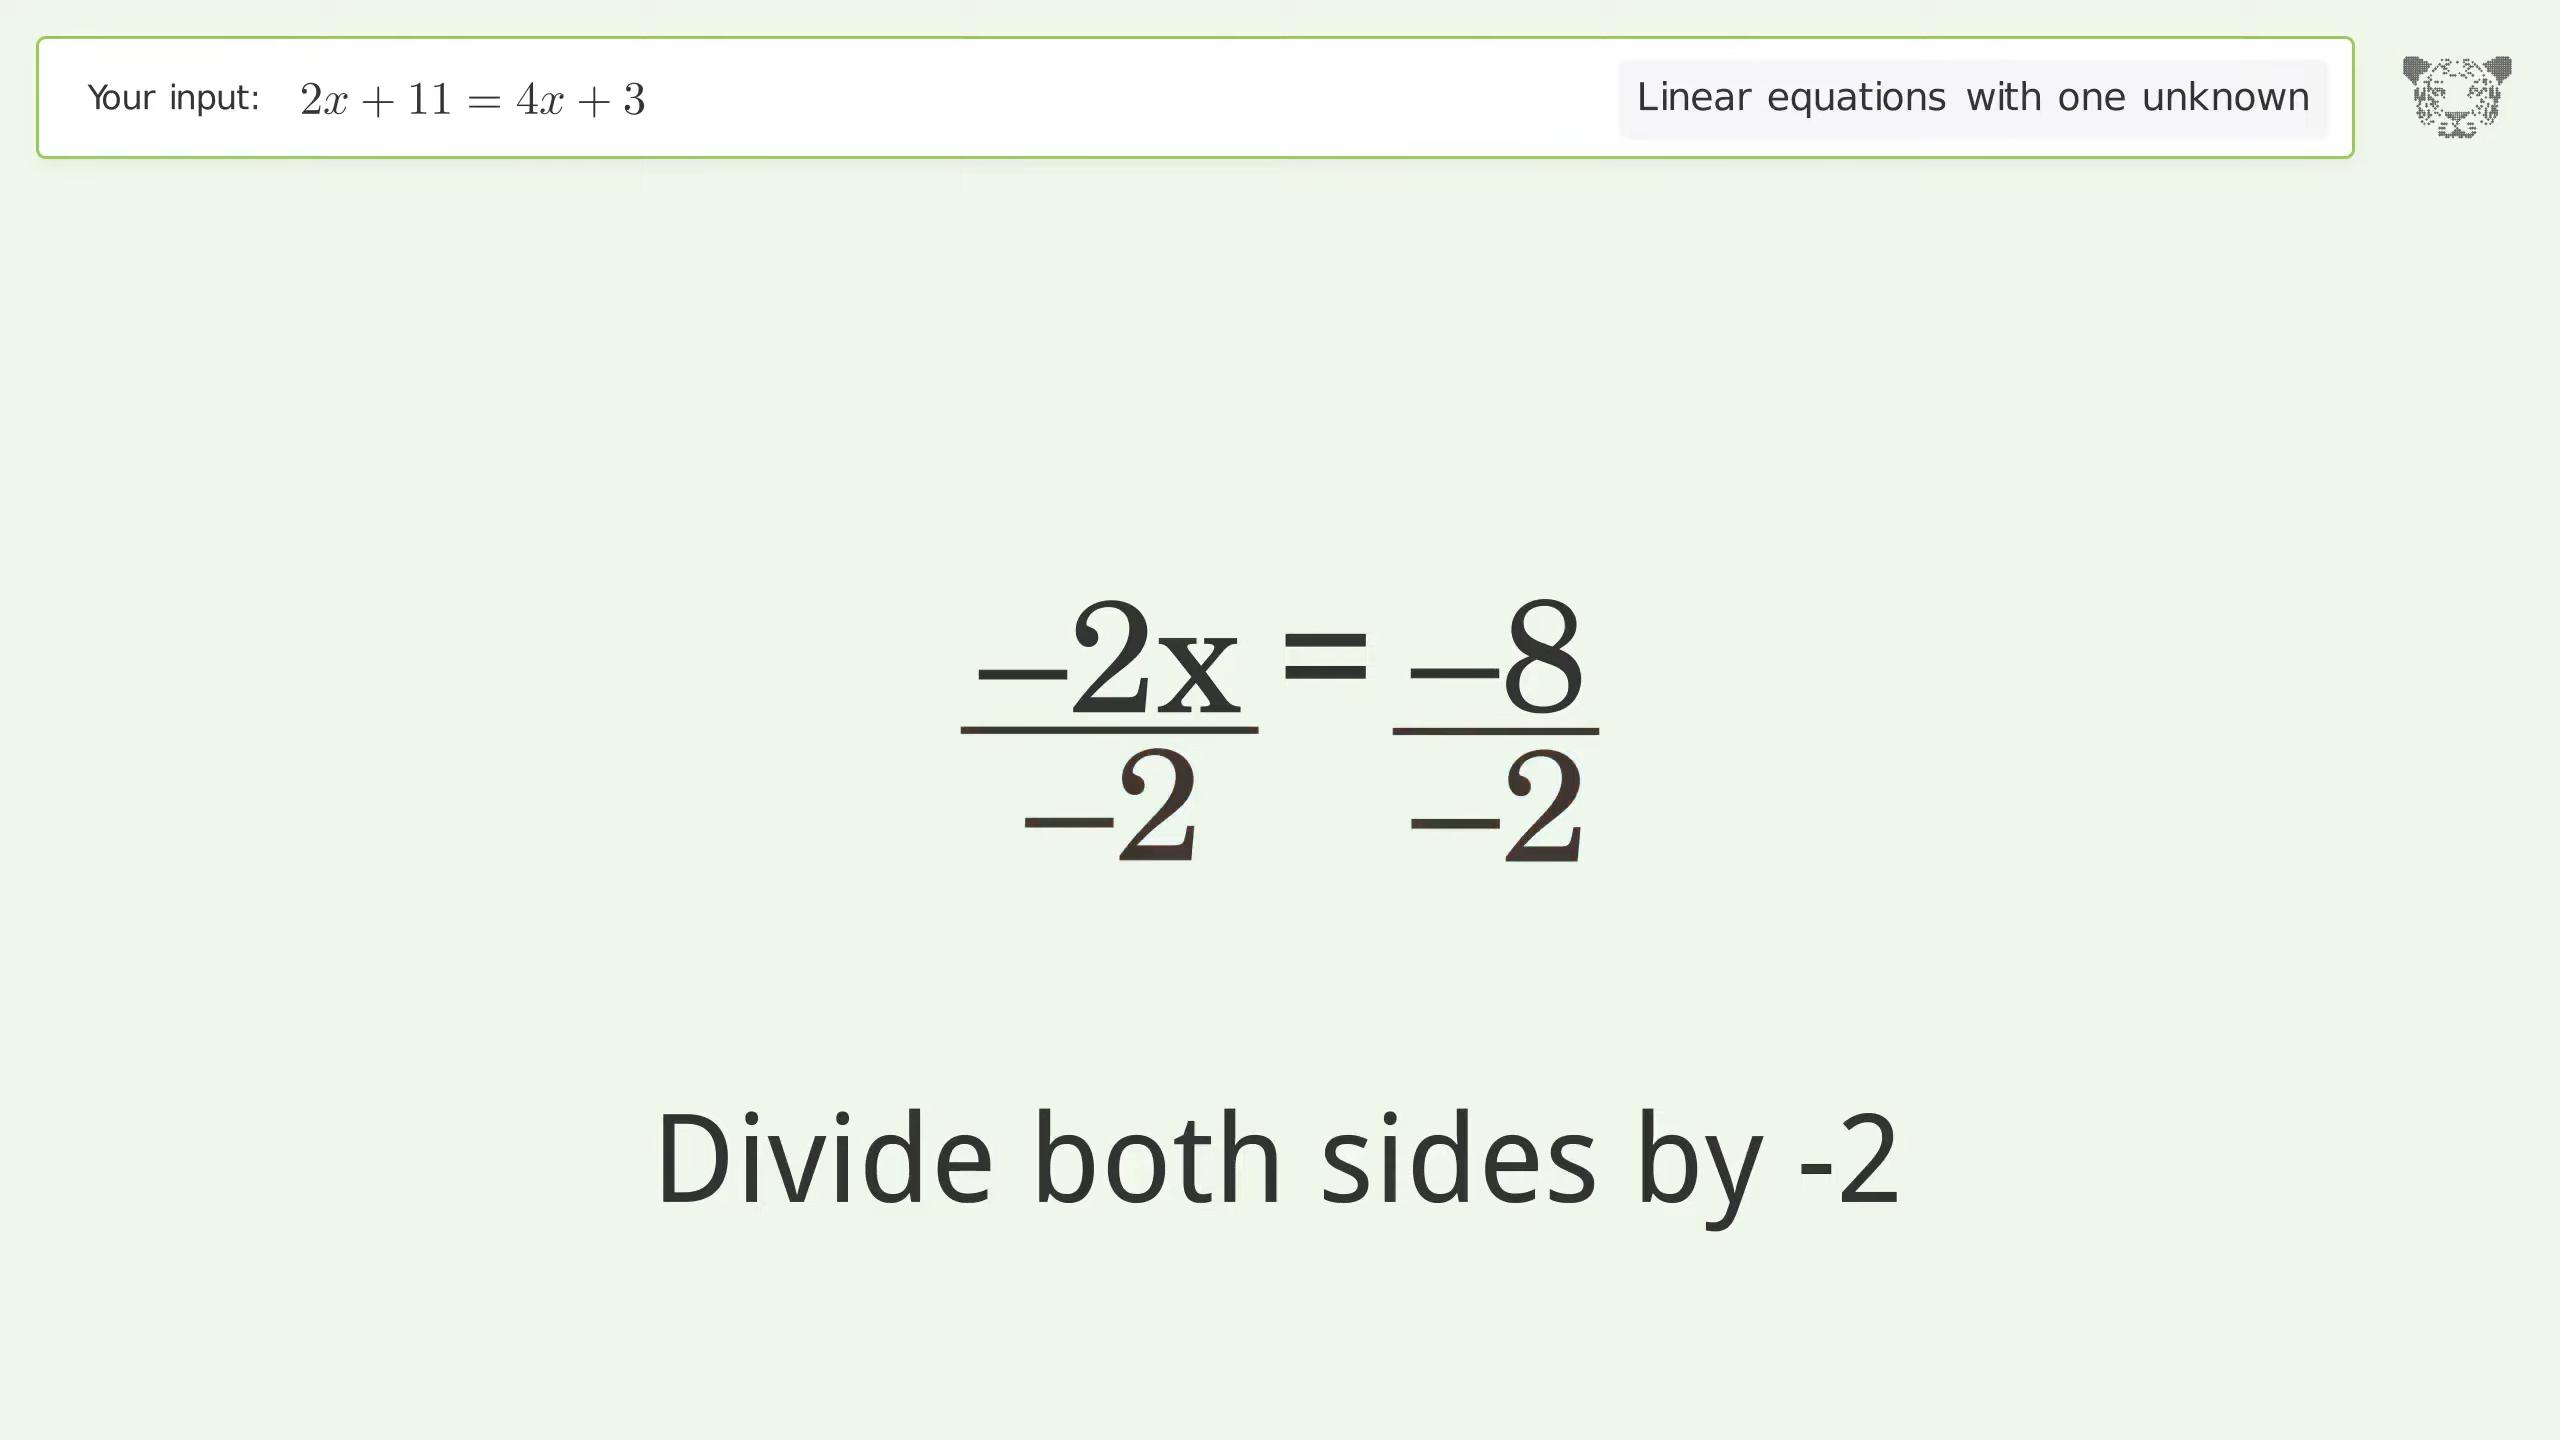 Your input: 2x + 11 = 4x + 3
Linear equations with one unknown
−2x = −8
−2 −2
Divide both sides by -2